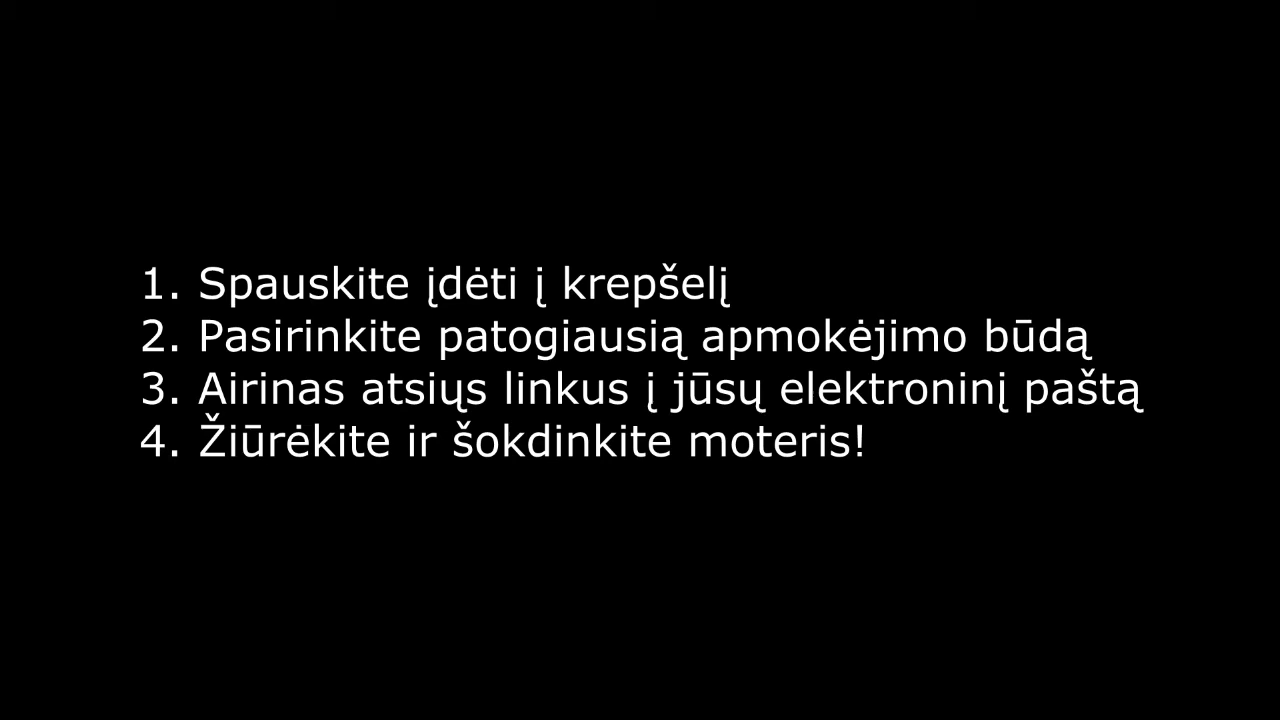 1. Spauskite įdėti į krepšelį
2. Pasirinkite patogiausią apmokėjimo būdą
3. Airinas atsiųs linkus į jūsų elektroninį paštą
4. Žiūrėkite ir šokdinkite moteris!